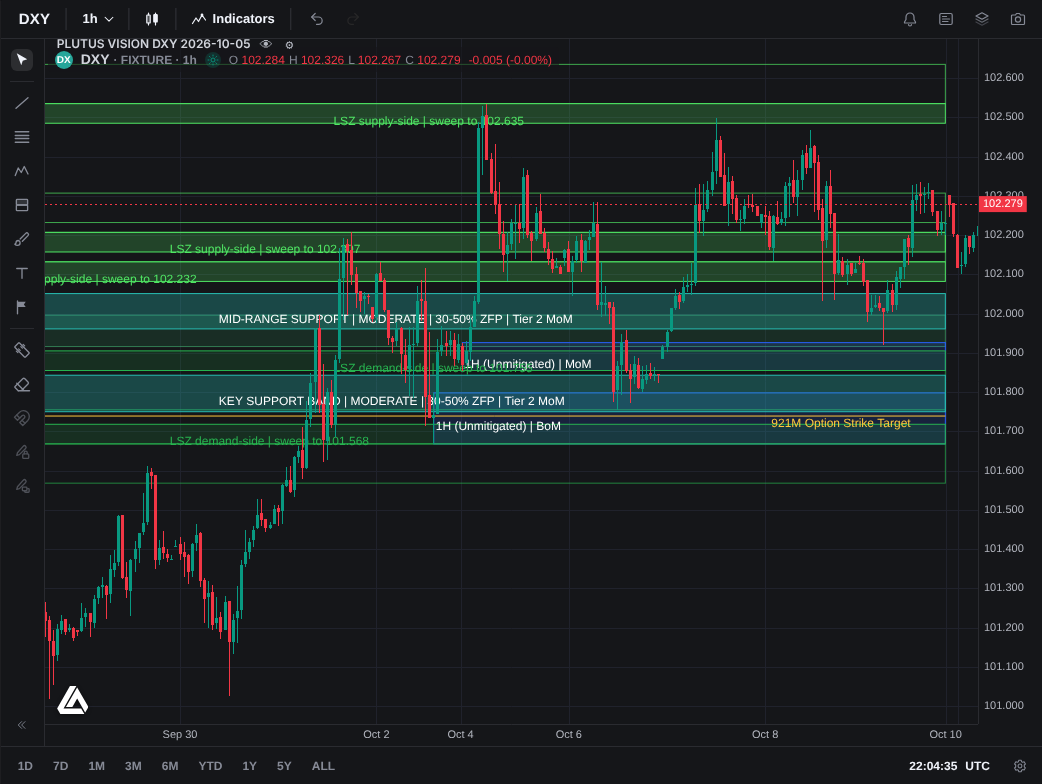 DXY 1h Indicators
PLUTUS VISION DXY 2026-10-05
DX DXY · FIXTURE · 1h O 102.284 H 102.326 L 102.267 C 102.279 -0.005 (-0.00%)
102.600
LSZ supply-side | sweep to 102.635
102.500
102.400
102.300
102.279
102.200
LSZ supply-side | sweep to
pply-side | sweep to 102.232
102.100
102.000
MID-RANGE SUPPORT | MODERATE | 30-50% ZFP | Tier 2 MoM
101.900
1H (Unmitigated) | MoM
LSZ demand-side | sweep to
101.800
KEY SUPPORT BAND | MODERATE | 30-50% ZFP | Tier 2 MoM
921M Option Strike Target
1H (Unmitigated) | BoM
101.700
LSZ demand-side | sweep to 101.568
101.600
101.500
101.400
101.300
101.200
101.100
101.000
Sep 30 Oct 2 Oct 4 Oct 6 Oct 8 Oct 10
1D 7D 1M 3M 6M YTD 1Y 5Y ALL 22:04:35 UTC